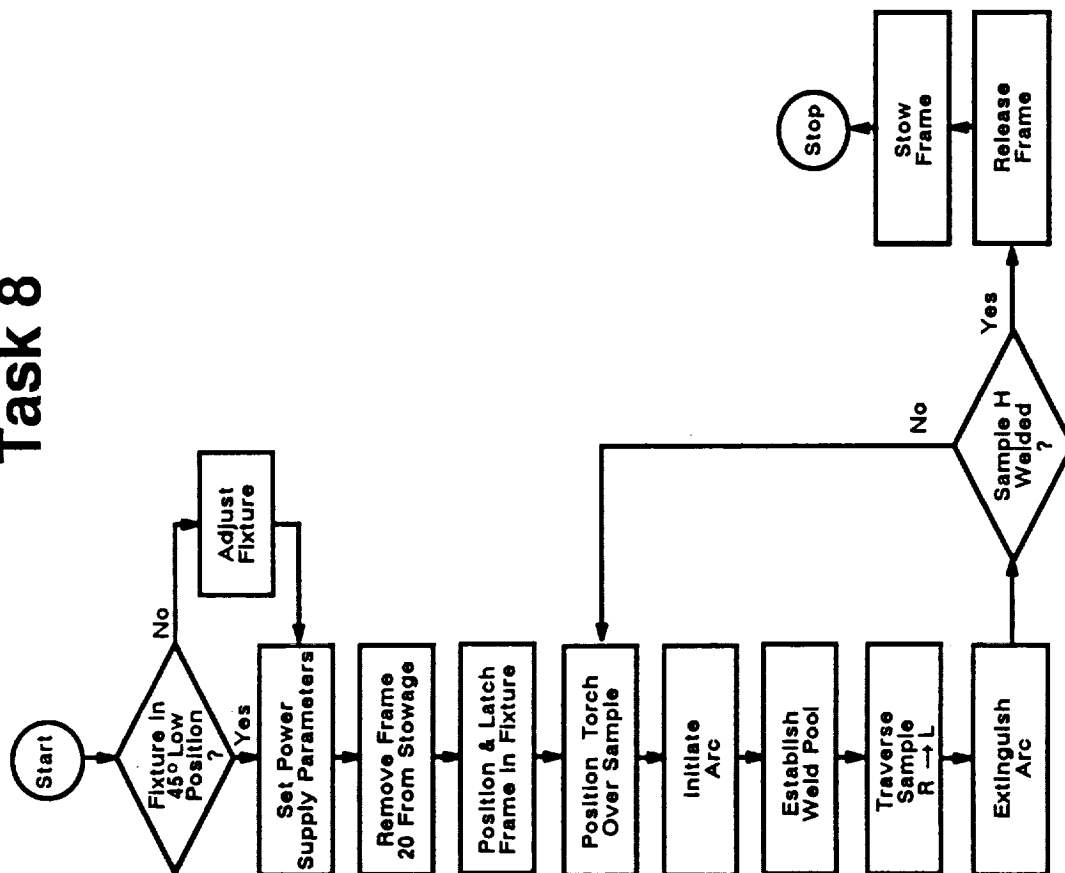 Task 8
Start
Fixture In
45° Low
Position
?
No
Yes
Adjust
Fixture
Set Power
Supply Parameters
Remove Frame
20 From Stowage
Position & Latch
Frame In Fixture
Position Torch
Over Sample
Initiate
Arc
Establish
Weld Pool
Traverse
Sample
R → L
Extinguish
Arc
Sample H
Welded
?
No
Yes
Release
Frame
Stow
Frame
Stop